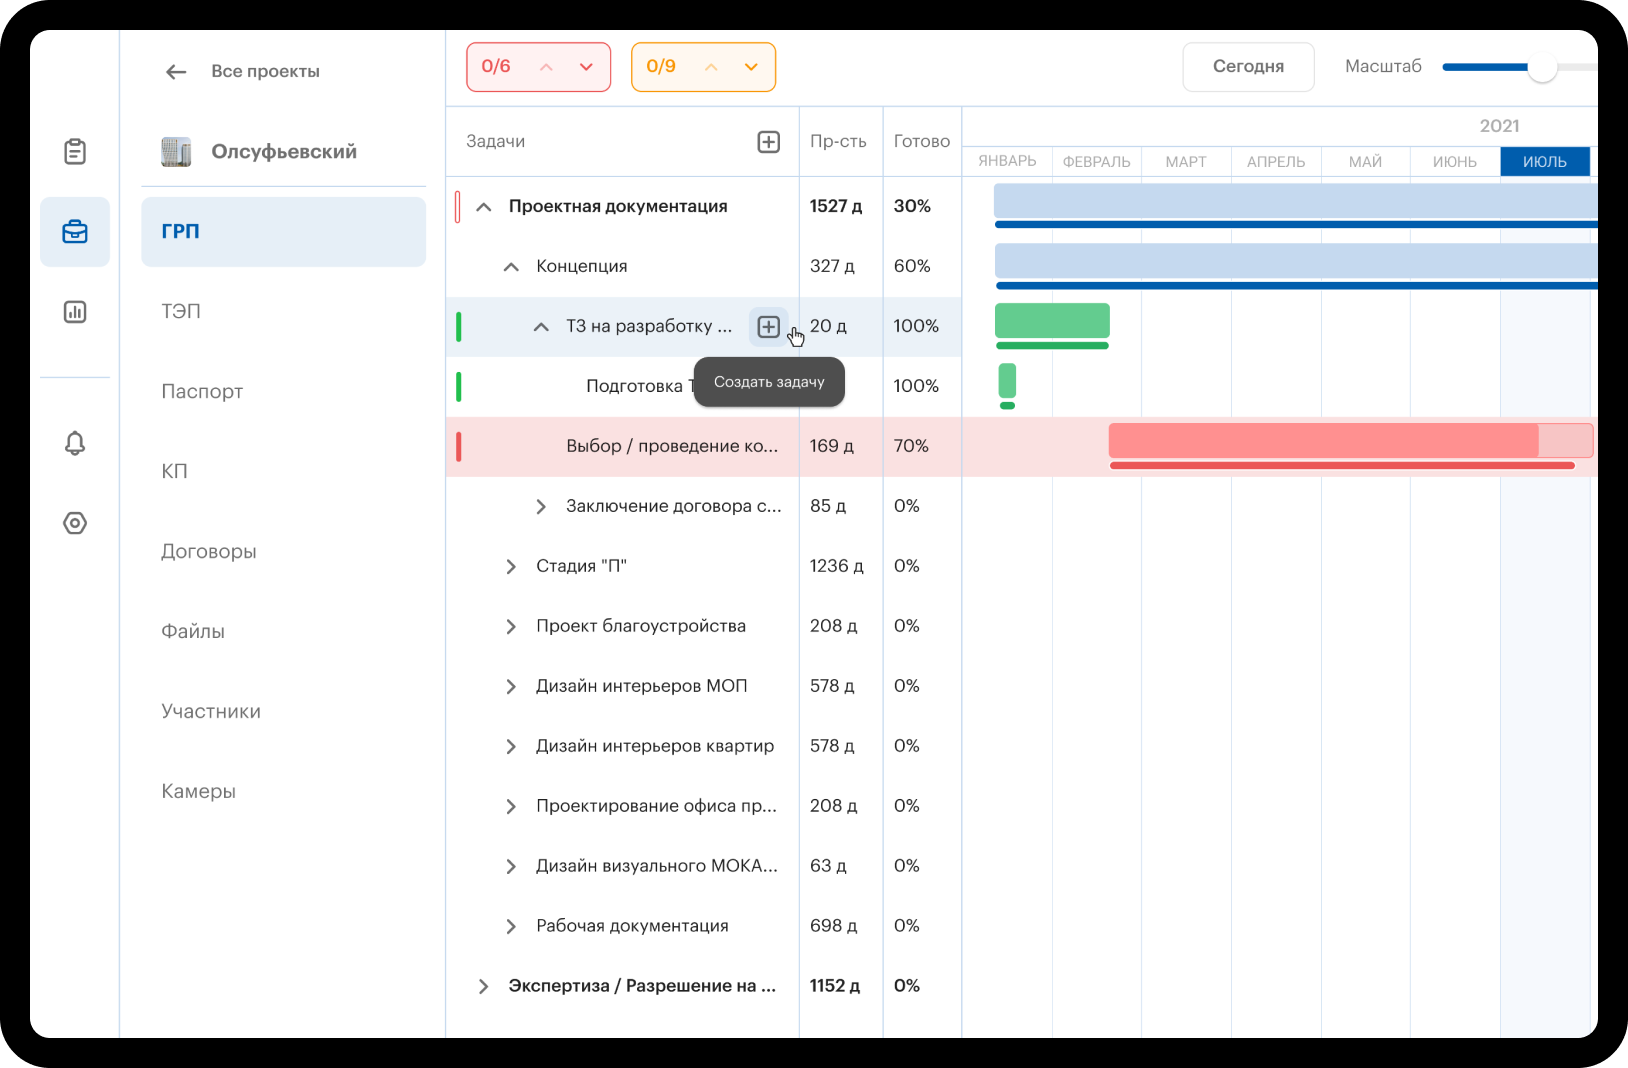 Все проекты
Олсуфьевский
ГРП
ТЭП
Паспорт
КП
Договоры
Файлы
Участники
Камеры
0/6
0/9
Сегодня
Масштаб
Задачи
Пр-сть
Готово
2021
ЯНВАРЬ ФЕВРАЛЬ МАРТ АПРЕЛЬ МАЙ ИЮНЬ ИЮЛЬ
Проектная документация 1527 д 30%
Концепция 327 д 60%
ТЗ на разработку ... 20 д 100%
Подготовка 100%
Создать задачу
Выбор / проведение ко... 169 д 70%
Заключение договора с... 85 д 0%
Стадия "П" 1236 д 0%
Проект благоустройства 208 д 0%
Дизайн интерьеров МОП 578 д 0%
Дизайн интерьеров квартир 578 д 0%
Проектирование офиса пр... 208 д 0%
Дизайн визуального МОКА... 63 д 0%
Рабочая документация 698 д 0%
Экспертиза / Разрешение на ... 1152 д 0%